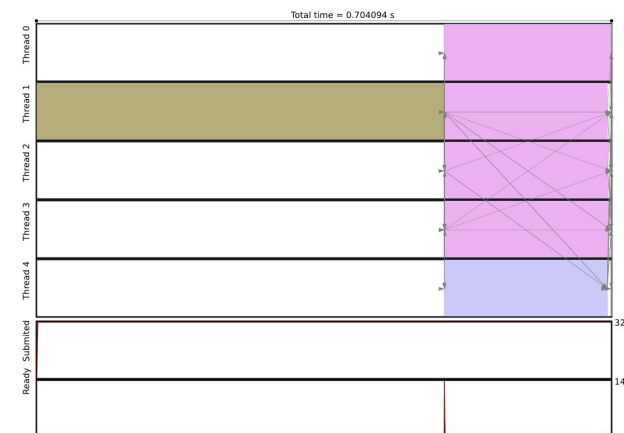 Total time = 0.704094 s
Thread 0
Thread 1
Thread 2
Thread 3
Thread 4
Submited
32
Ready
14